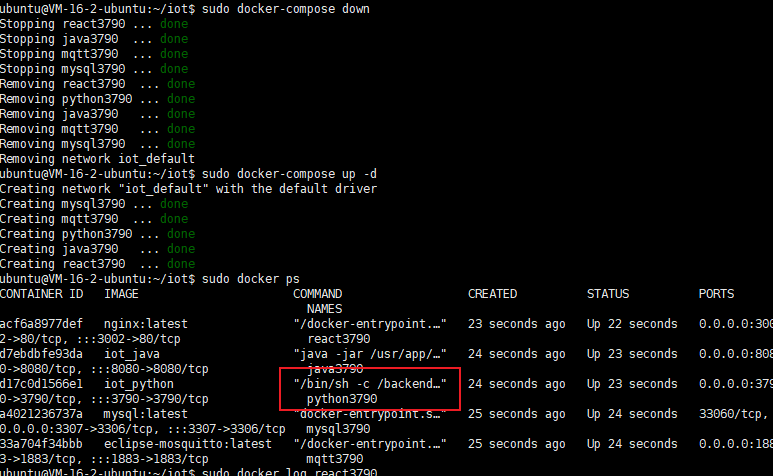 ubuntu@VM-16-2-ubuntu:~/iot$ sudo docker-compose down
Stopping react3790 ... done
Stopping java3790 ... done
Stopping mqtt3790 ... done
Stopping mysql3790 ... done
Removing react3790 ... done
Removing python3790 ... done
Removing java3790 ... done
Removing mqtt3790 ... done
Removing mysql3790 ... done
Removing network iot_default
ubuntu@VM-16-2-ubuntu:~/iot$ sudo docker-compose up -d
Creating network "iot_default" with the default driver
Creating mysql3790 ... done
Creating mqtt3790 ... done
Creating python3790 ... done
Creating java3790 ... done
Creating react3790 ... done
ubuntu@VM-16-2-ubuntu:~/iot$ sudo docker ps
CONTAINER ID IMAGE COMMAND CREATED STATUS PORTS
NAMES
acf6a8977def nginx:latest "/docker-entrypoint.…" 23 seconds ago Up 22 seconds 0.0.0.0:300
2->80/tcp, :::3002->80/tcp react3790
d7ebdbfe93da iot_java "java -jar /usr/app/…" 24 seconds ago Up 23 seconds 0.0.0.0:808
0->8080/tcp, :::8080->8080/tcp java3790
d17c0d1566e1 iot_python "/bin/sh -c /backend…" 24 seconds ago Up 23 seconds 0.0.0.0:379
0->3790/tcp, :::3790->3790/tcp python3790
a4021236737a mysql:latest "docker-entrypoint.s…" 25 seconds ago Up 24 seconds 33060/tcp,
0.0.0.0:3307->3306/tcp, :::3307->3306/tcp mysql3790
33a704f34bbb eclipse-mosquitto:latest "/docker-entrypoint.…" 25 seconds ago Up 24 seconds 0.0.0.0:188
3->1883/tcp, :::1883->1883/tcp mqtt3790
ubuntu@VM-16-2-ubuntu:~/iot$ sudo docker log react3790